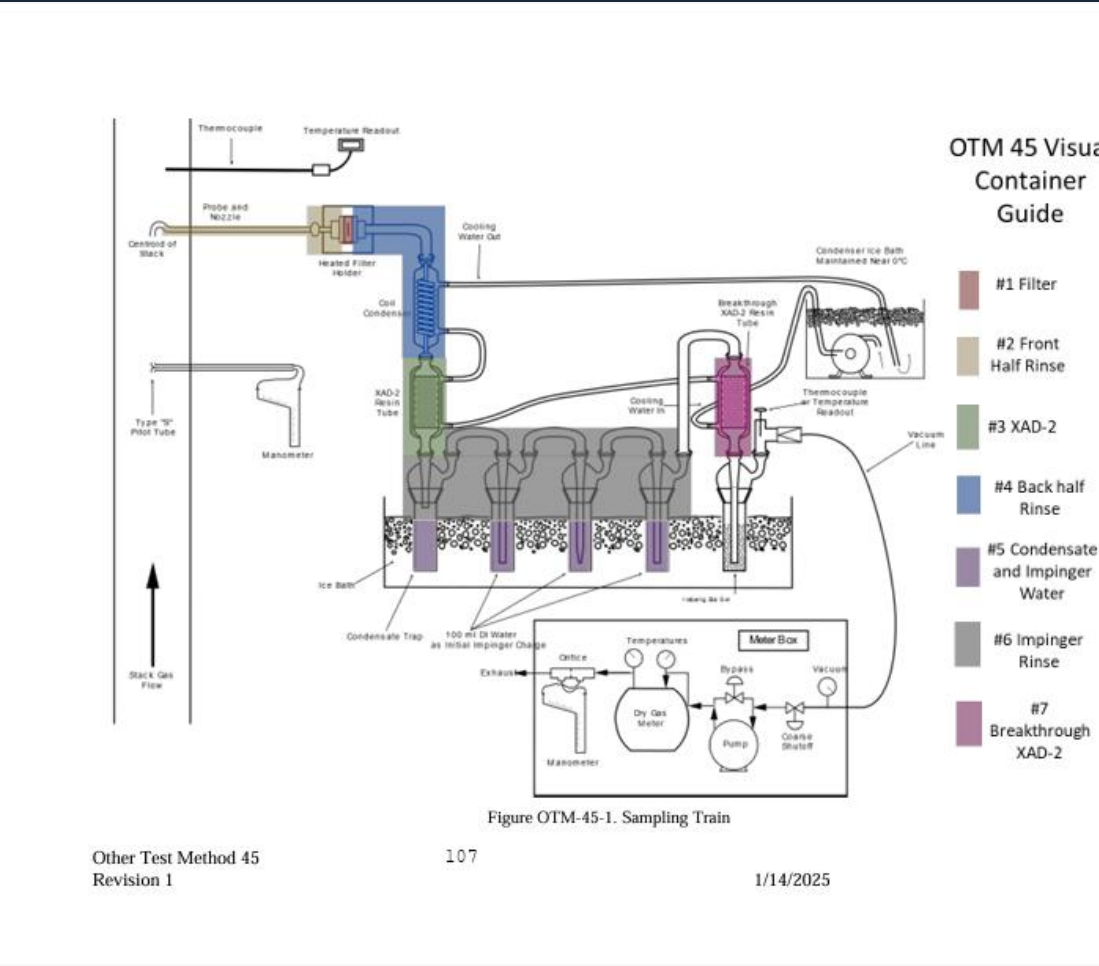 Thermocouple
Temperature Readout
Probe and
Nozzle
Centroid of
Stack
Heated Filter
Holder
Cooling
Water Out
Condenser Ice Bath
Maintained Near 0°C
Coil
Condenser
Breakthrough
XAD-2 Resin
Tube
XAD-2
Resin
Tube
Cooling
Water In
Thermocouple
or Temperature
Readout
Type "S"
Pitot Tube
Manometer
Vacuum
Line
Ice Bath
Condensate Trap
100 ml DI Water
as Initial Impinger Charge
Stack Gas
Flow
Temperatures
Meter Box
Orifice
Exhaust
Bypass
Vacuum
Dry Gas
Meter
Pump
Coarse
Shutoff
Manometer
OTM 45 Visua
Container
Guide
#1 Filter
#2 Front
Half Rinse
#3 XAD-2
#4 Back half
Rinse
#5 Condensate
and Impinger
Water
#6 Impinger
Rinse
#7
Breakthrough
XAD-2
Figure OTM-45-1. Sampling Train
Other Test Method 45
107
Revision 1
1/14/2025